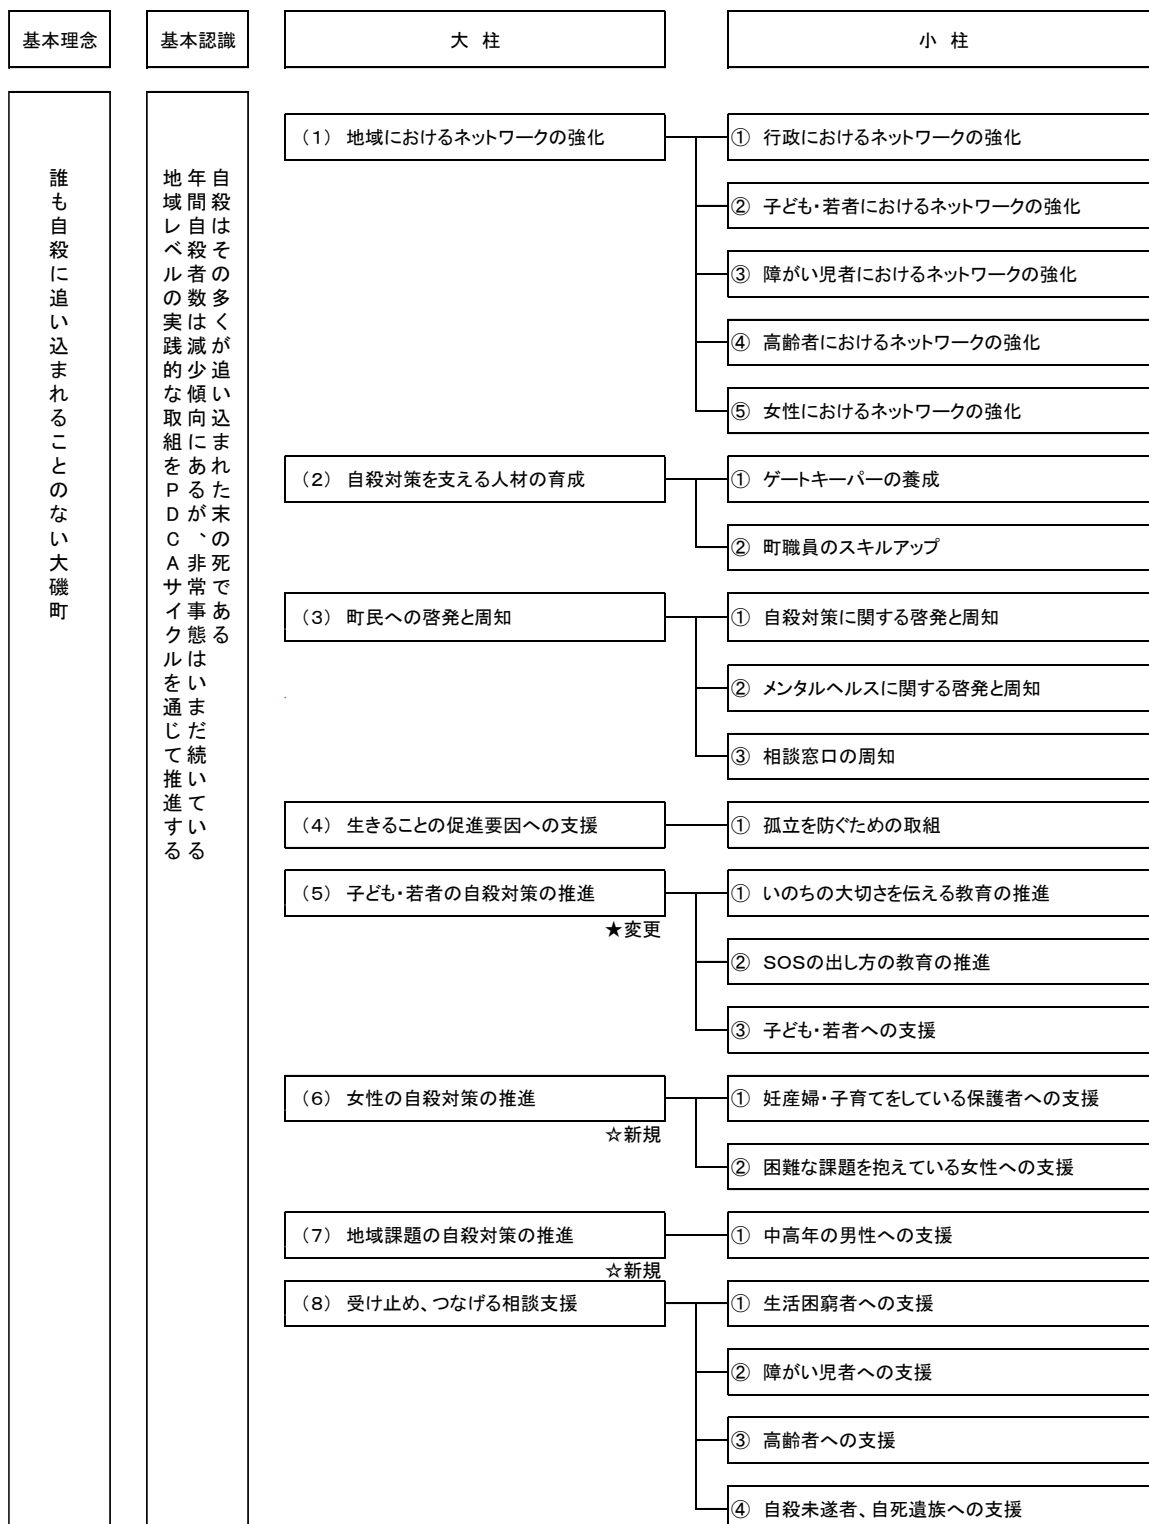 基本理念
基本認識
大 柱
小 柱
誰も自殺に追い込まれることのない大磯町
自殺はその多くが追い込まれた末の死である
年間自殺者数は減少傾向にあるが、非常事態はいまだ続いている
地域レベルの実践的な取組をPDCAサイクルを通じて推進する
(1) 地域におけるネットワークの強化
① 行政におけるネットワークの強化
② 子ども・若者におけるネットワークの強化
③ 障がい児者におけるネットワークの強化
④ 高齢者におけるネットワークの強化
⑤ 女性におけるネットワークの強化
(2) 自殺対策を支える人材の育成
① ゲートキーパーの養成
② 町職員のスキルアップ
(3) 町民への啓発と周知
① 自殺対策に関する啓発と周知
② メンタルヘルスに関する啓発と周知
③ 相談窓口の周知
(4) 生きることの促進要因への支援
① 孤立を防ぐための取組
(5) 子ども・若者の自殺対策の推進
★変更
① いのちの大切さを伝える教育の推進
② SOSの出し方の教育の推進
③ 子ども・若者への支援
(6) 女性の自殺対策の推進
☆新規
① 妊産婦・子育てをしている保護者への支援
② 困難な課題を抱えている女性への支援
(7) 地域課題の自殺対策の推進
☆新規
① 中高年の男性への支援
(8) 受け止め、つなげる相談支援
① 生活困窮者への支援
② 障がい児者への支援
③ 高齢者への支援
④ 自殺未遂者、自死遺族への支援